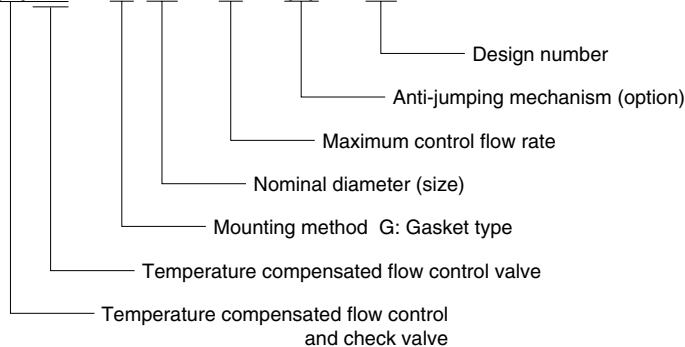 Design number
Anti-jumping mechanism (option)
Maximum control flow rate
Nominal diameter (size)
Mounting method G: Gasket type
Temperature compensated flow control valve
Temperature compensated flow control
and check valve